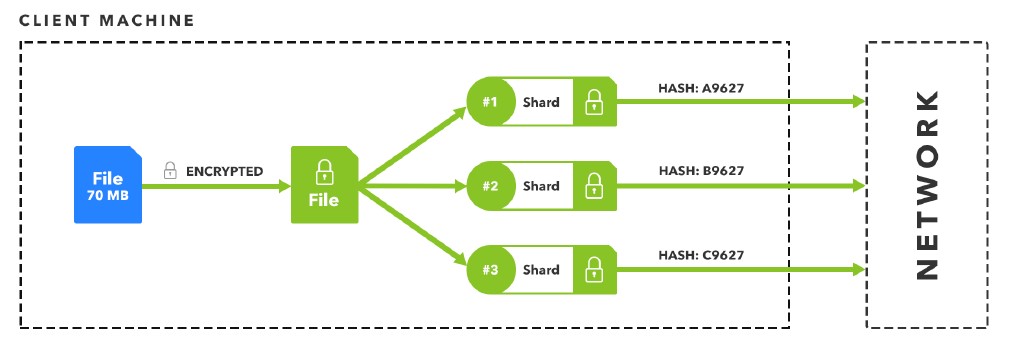 CLIENT MACHINE
File
70 MB
ENCRYPTED
File
#1 Shard
HASH: A9627
#2 Shard
HASH: B9627
#3 Shard
HASH: C9627
NETWORK